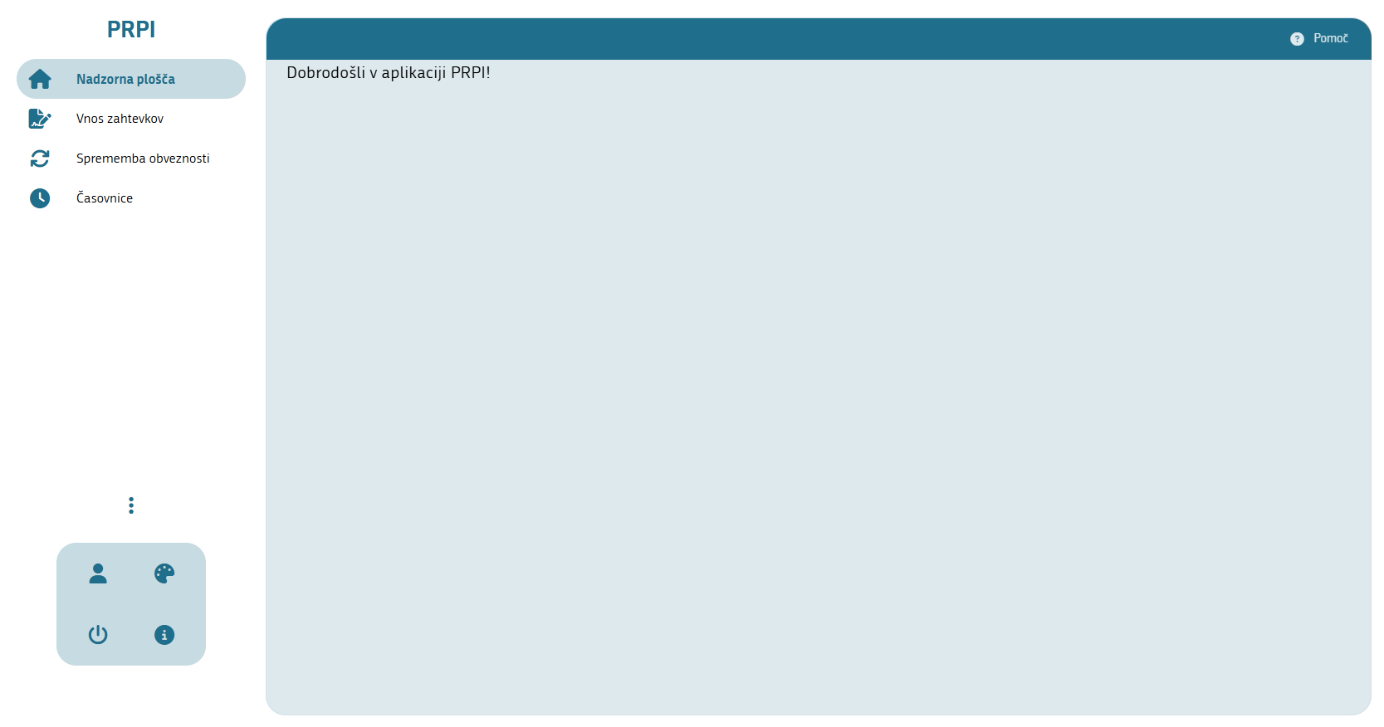 PRPI
Nadzorna plošča
Vnos zahtevkov
Sprememba obveznosti
Časovnice
Pomoč
Dobrodošli v aplikaciji PRPI!